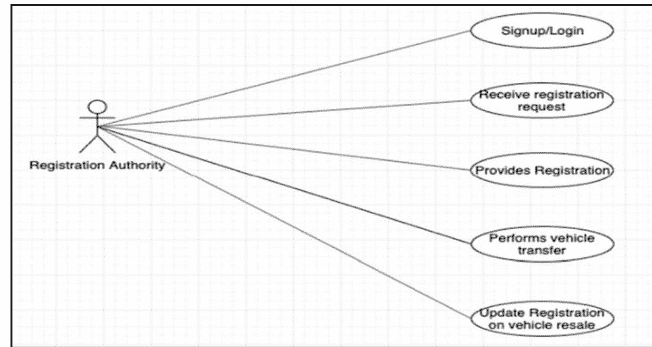 Signup/Login
Receive registration
request
Registration Authority
Provides Registration
Performs vehicle
transfer
Update Registration
on vehicle resale